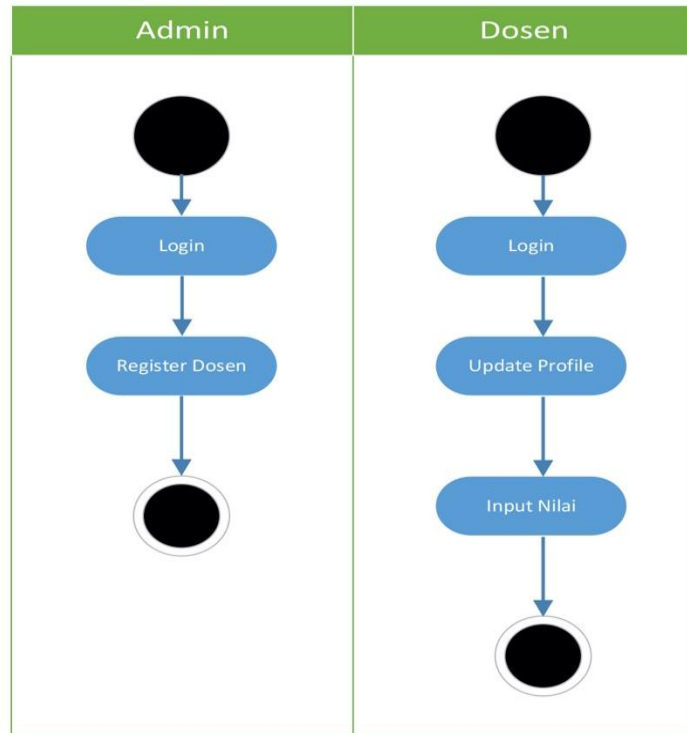 Admin
Dosen
Login
Login
Register Dosen
Update Profile
Input Nilai